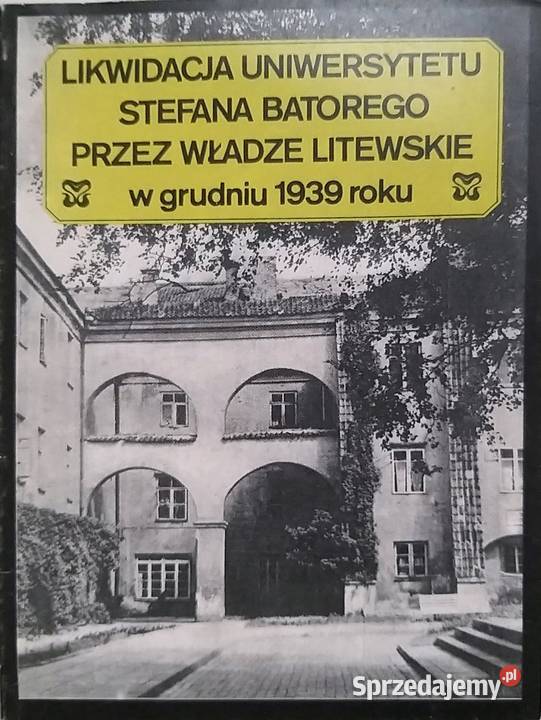 LIKWIDACJA UNIWERSYTETU
STEFANA BATOREGO
PRZEZ WŁADZE LITEWSKIE
w grudniu 1939 roku
Sprzedajemy.pl